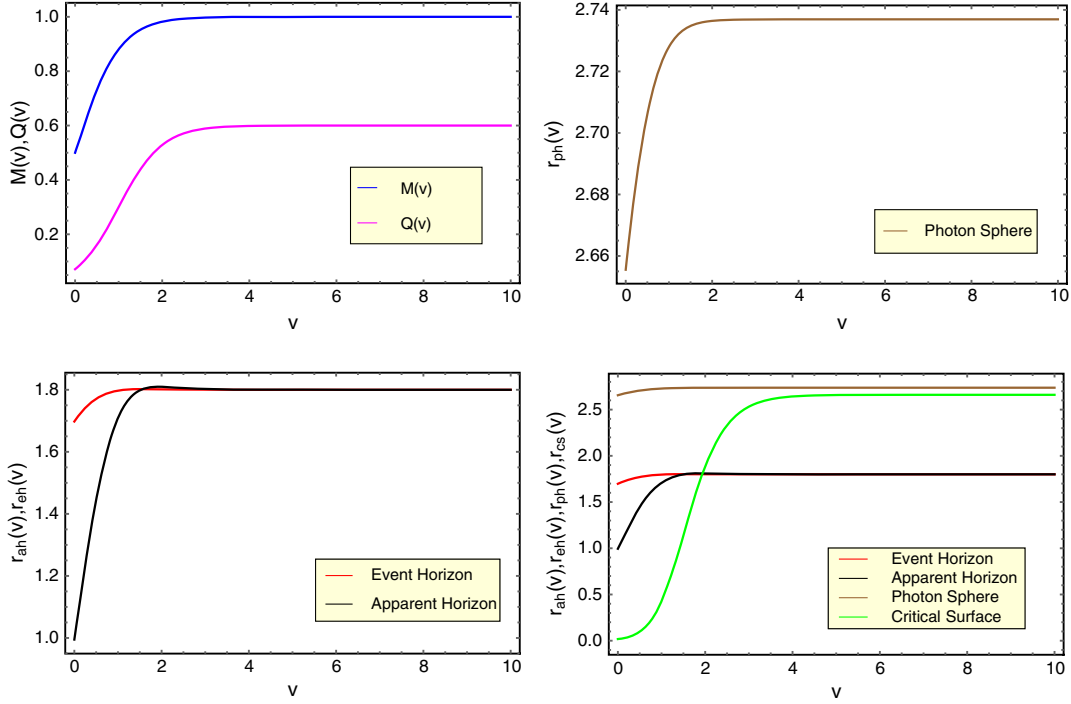 M(v),Q(v)
1.0
0.8
0.6
0.4
0.2
M(v)
Q(v)
0 2 4 6 8 10
v
r_ph(v)
2.74
2.72
2.70
2.68
2.66
Photon Sphere
0 2 4 6 8 10
v
r_ah(v),r_eh(v)
1.8
1.6
1.4
1.2
1.0
Event Horizon
Apparent Horizon
0 2 4 6 8 10
v
r_ah(v),r_eh(v),r_ph(v),r_cs(v)
2.5
2.0
1.5
1.0
0.5
0.0
Event Horizon
Apparent Horizon
Photon Sphere
Critical Surface
0 2 4 6 8 10
v